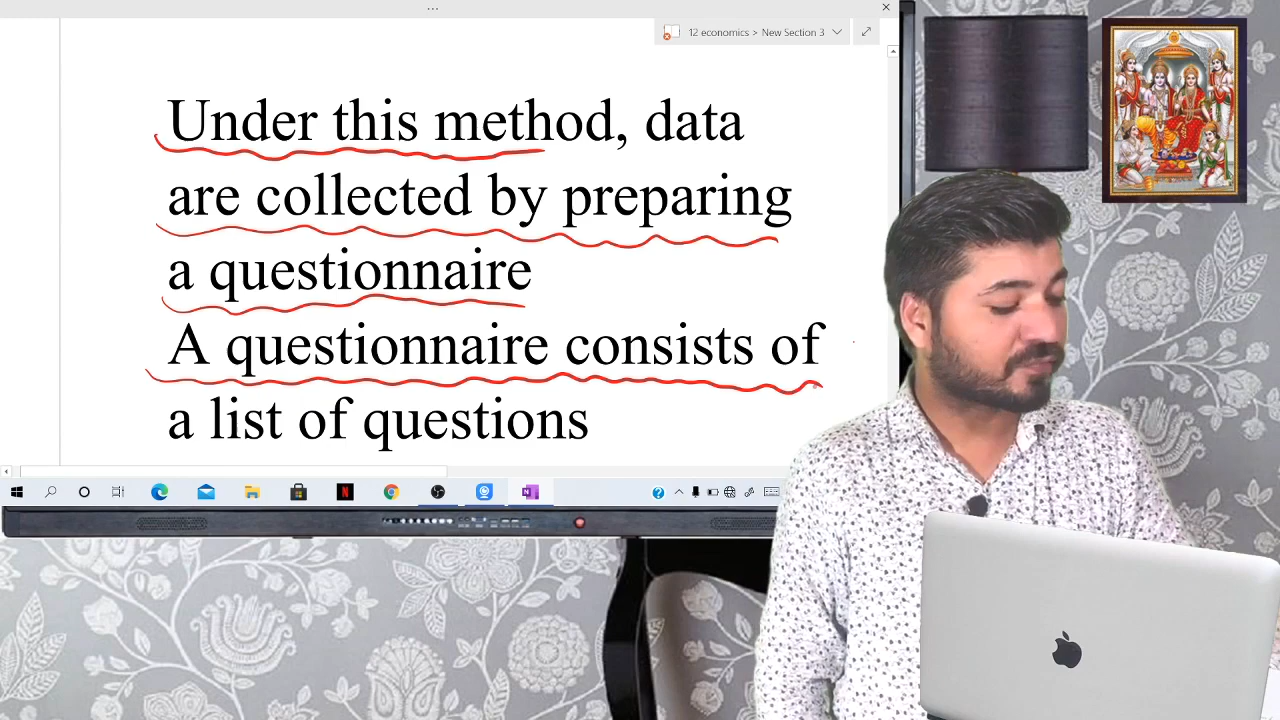 12 economics > New Section 3
Under this method, data
are collected by preparing
a questionnaire
A questionnaire consists of
a list of questions